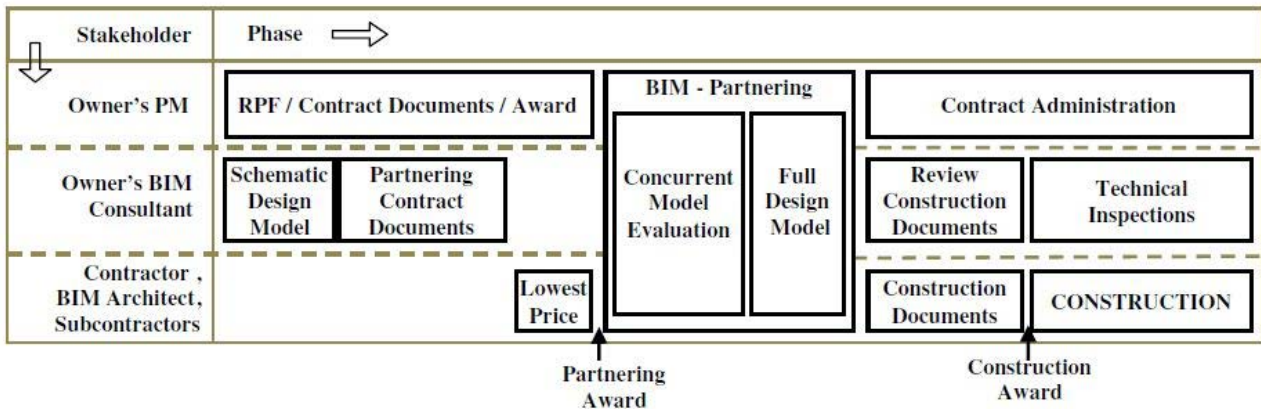 Stakeholder
Phase
Owner's PM
RPF / Contract Documents / Award
BIM - Partnering
Contract Administration
Owner's BIM
Consultant
Schematic
Design
Model
Partnering
Contract
Documents
Concurrent
Model
Evaluation
Full
Design
Model
Review
Construction
Documents
Technical
Inspections
Contractor ,
BIM Architect,
Subcontractors
Lowest
Price
Construction
Documents
CONSTRUCTION
Partnering
Award
Construction
Award